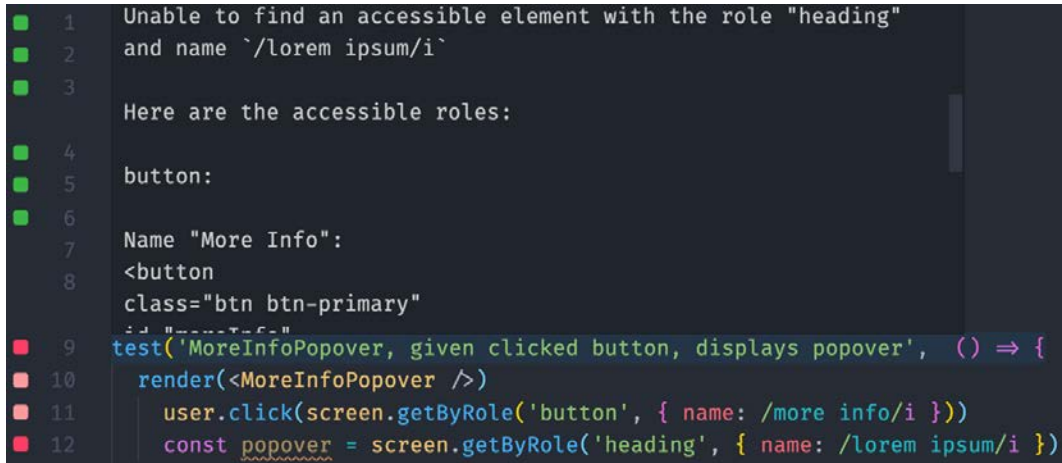 1 Unable to find an accessible element with the role "heading"
2 and name `/lorem ipsum/i`
3
Here are the accessible roles:
4
5 button:
6
7 Name "More Info":
8 <button
class="btn btn-primary"
id="moreInfo"
9 test('MoreInfoPopover, given clicked button, displays popover', () ⇒ {
10 render(<MoreInfoPopover />)
11 user.click(screen.getByRole('button', { name: /more info/i }))
12 const popover = screen.getByRole('heading', { name: /lorem ipsum/i })